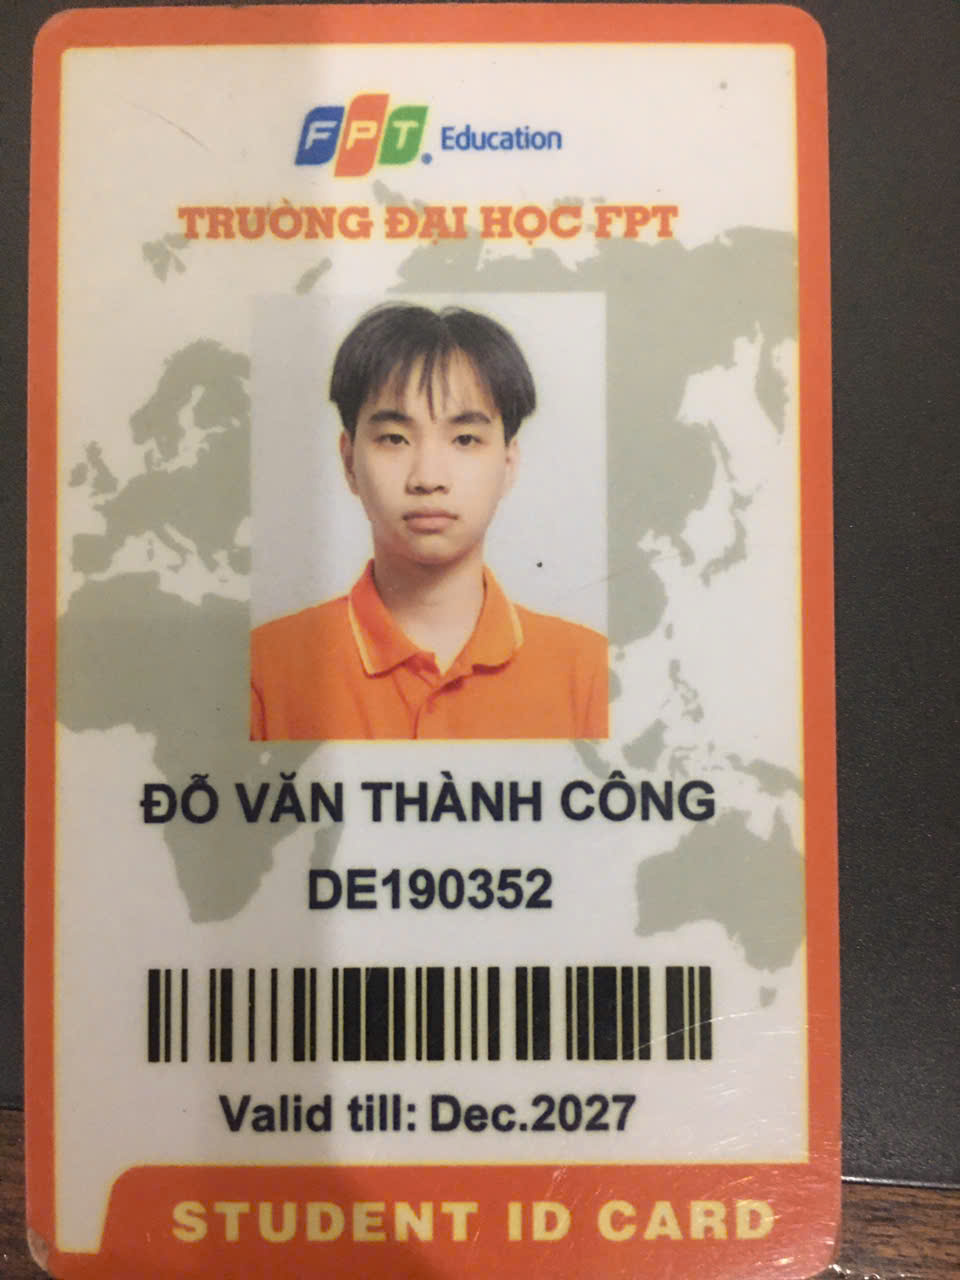 FPT Education
TRƯỜNG ĐẠI HỌC FPT
ĐỖ VĂN THÀNH CÔNG
DE190352
Valid till: Dec.2027
STUDENT ID CARD